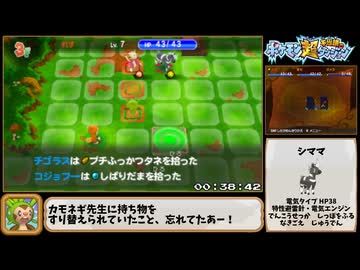 3F
Lv. 7
HP 43/43
ポケモン超不思議のダンジョン
チゴラスは プチふっかつタネを拾った
コジョフーは しばりだまを拾った
00:38:42
シママ
電気タイプ HP38
特性避雷針・電気エンジン
でんこうせっか しっぽをふる
なきごえ じゅうでん
カモネギ先生に持ち物を
すり替えられていたこと、忘れてたあー！